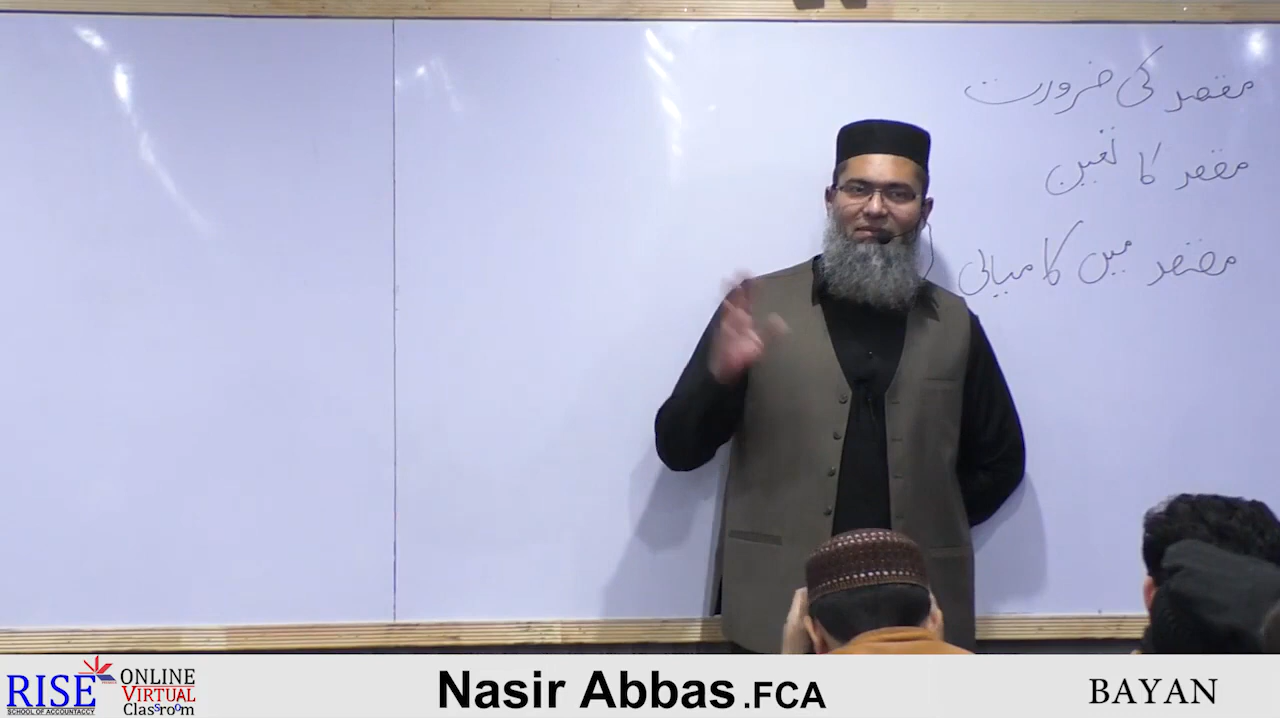 مقصد کی ضرورت
مقصد کا تعین
مقصد میں کامیابی
RISE
SCHOOL OF ACCOUNTACCY
ONLINE
VIRTUAL
Classroom
Nasir Abbas .FCA
BAYAN